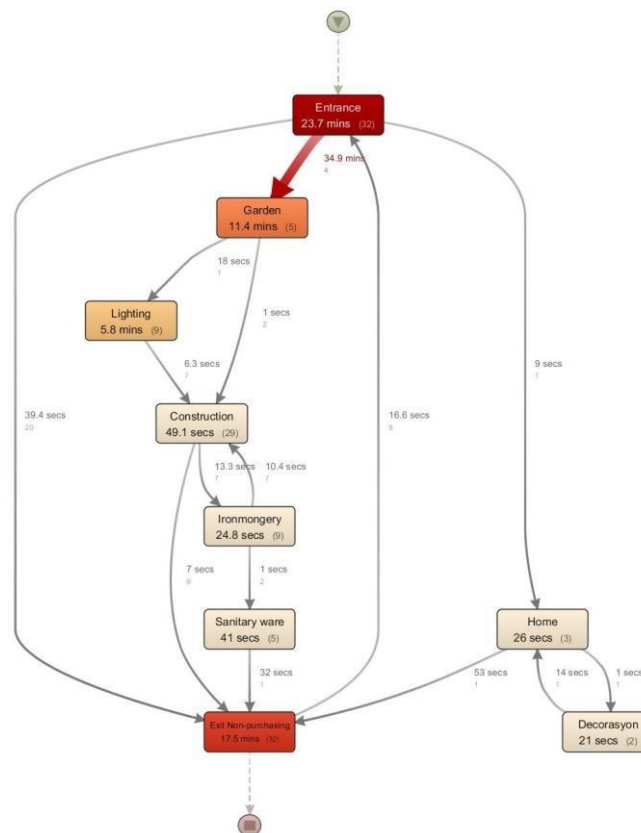 Entrance
23.7 mins (32)
34.9 mins
4
Garden
11.4 mins (5)
18 secs
1
Lighting
5.8 mins (9)
1 secs
2
6.3 secs
7
9 secs
1
39.4 secs
20
16.6 secs
8
Construction
49.1 secs (29)
13.3 secs
7
10.4 secs
7
Ironmongery
24.8 secs (9)
7 secs
9
1 secs
2
Sanitary ware
41 secs (5)
Home
26 secs (3)
32 secs
1
53 secs
1
14 secs
1
1 secs
1
Exit Non-purchasing
17.5 mins (32)
Decorasyon
21 secs (2)